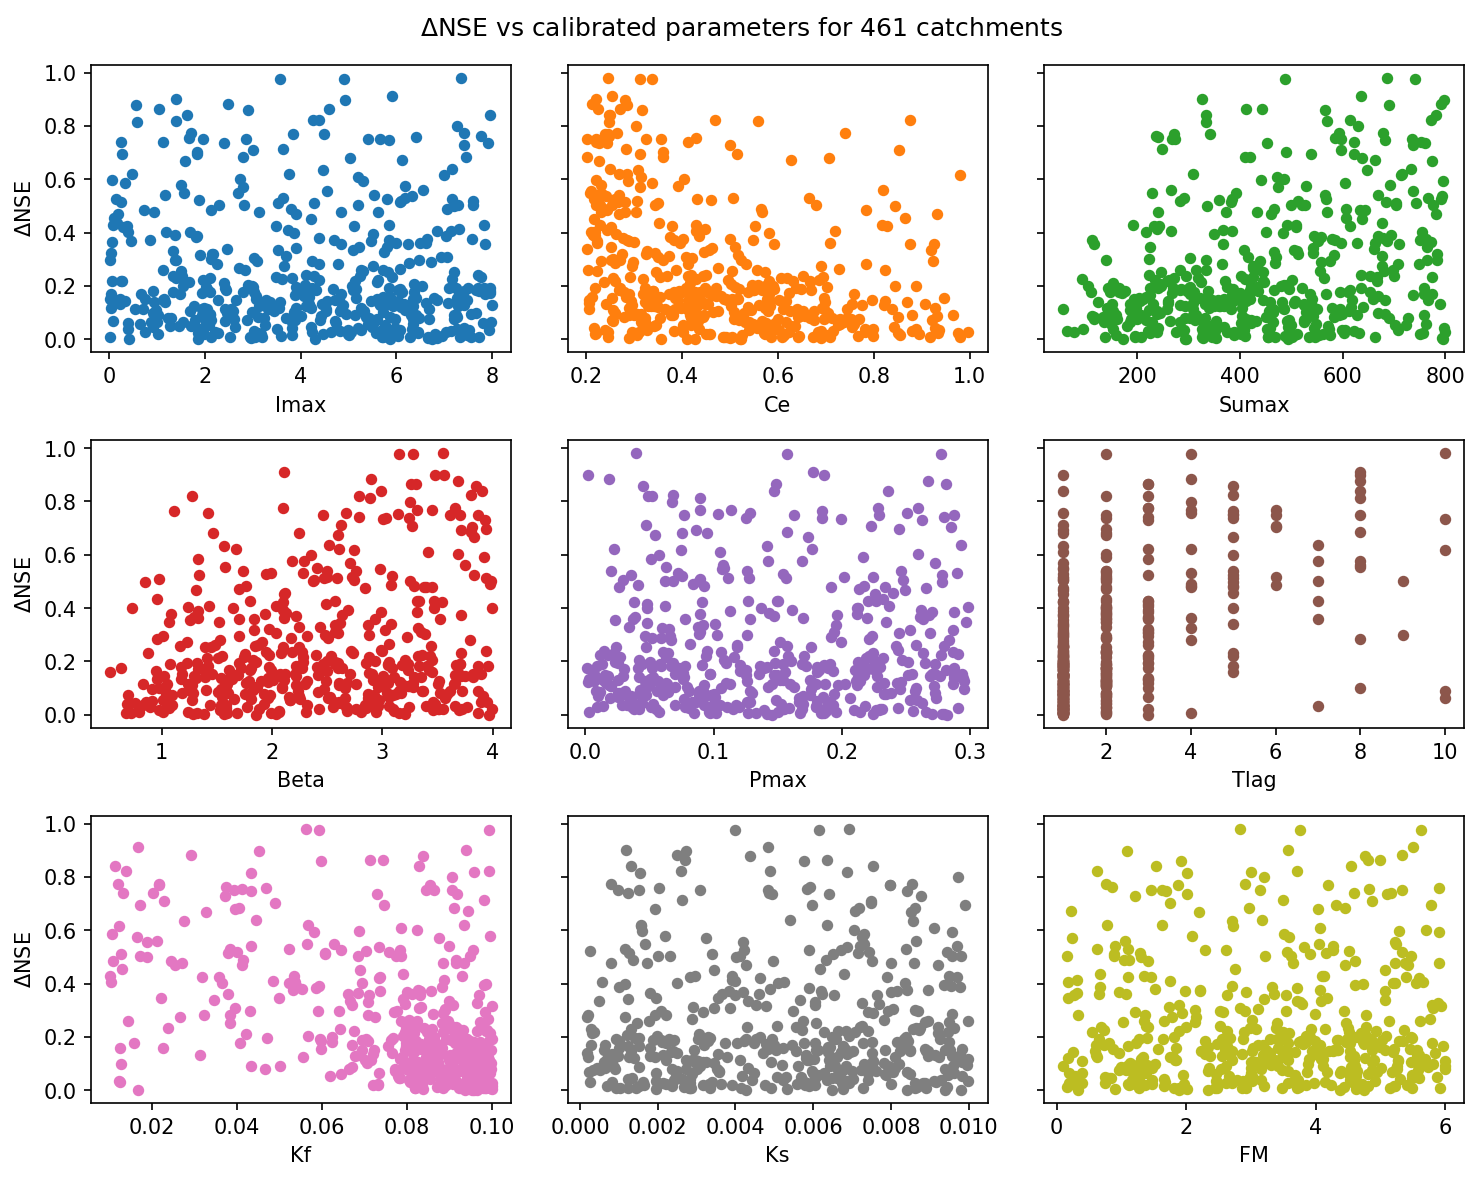 ΔNSE vs calibrated parameters for 461 catchments
1.0
0.8
0.6
0.4
0.2
0.0
ΔNSE
0 2 4 6 8
Imax
0.2 0.4 0.6 0.8 1.0
Ce
200 400 600 800
Sumax
1.0
0.8
0.6
0.4
0.2
0.0
ΔNSE
1 2 3 4
Beta
0.0 0.1 0.2 0.3
Pmax
2 4 6 8 10
Tlag
1.0
0.8
0.6
0.4
0.2
0.0
ΔNSE
0.02 0.04 0.06 0.08 0.10
Kf
0.000 0.002 0.004 0.006 0.008 0.010
Ks
0 2 4 6
FM